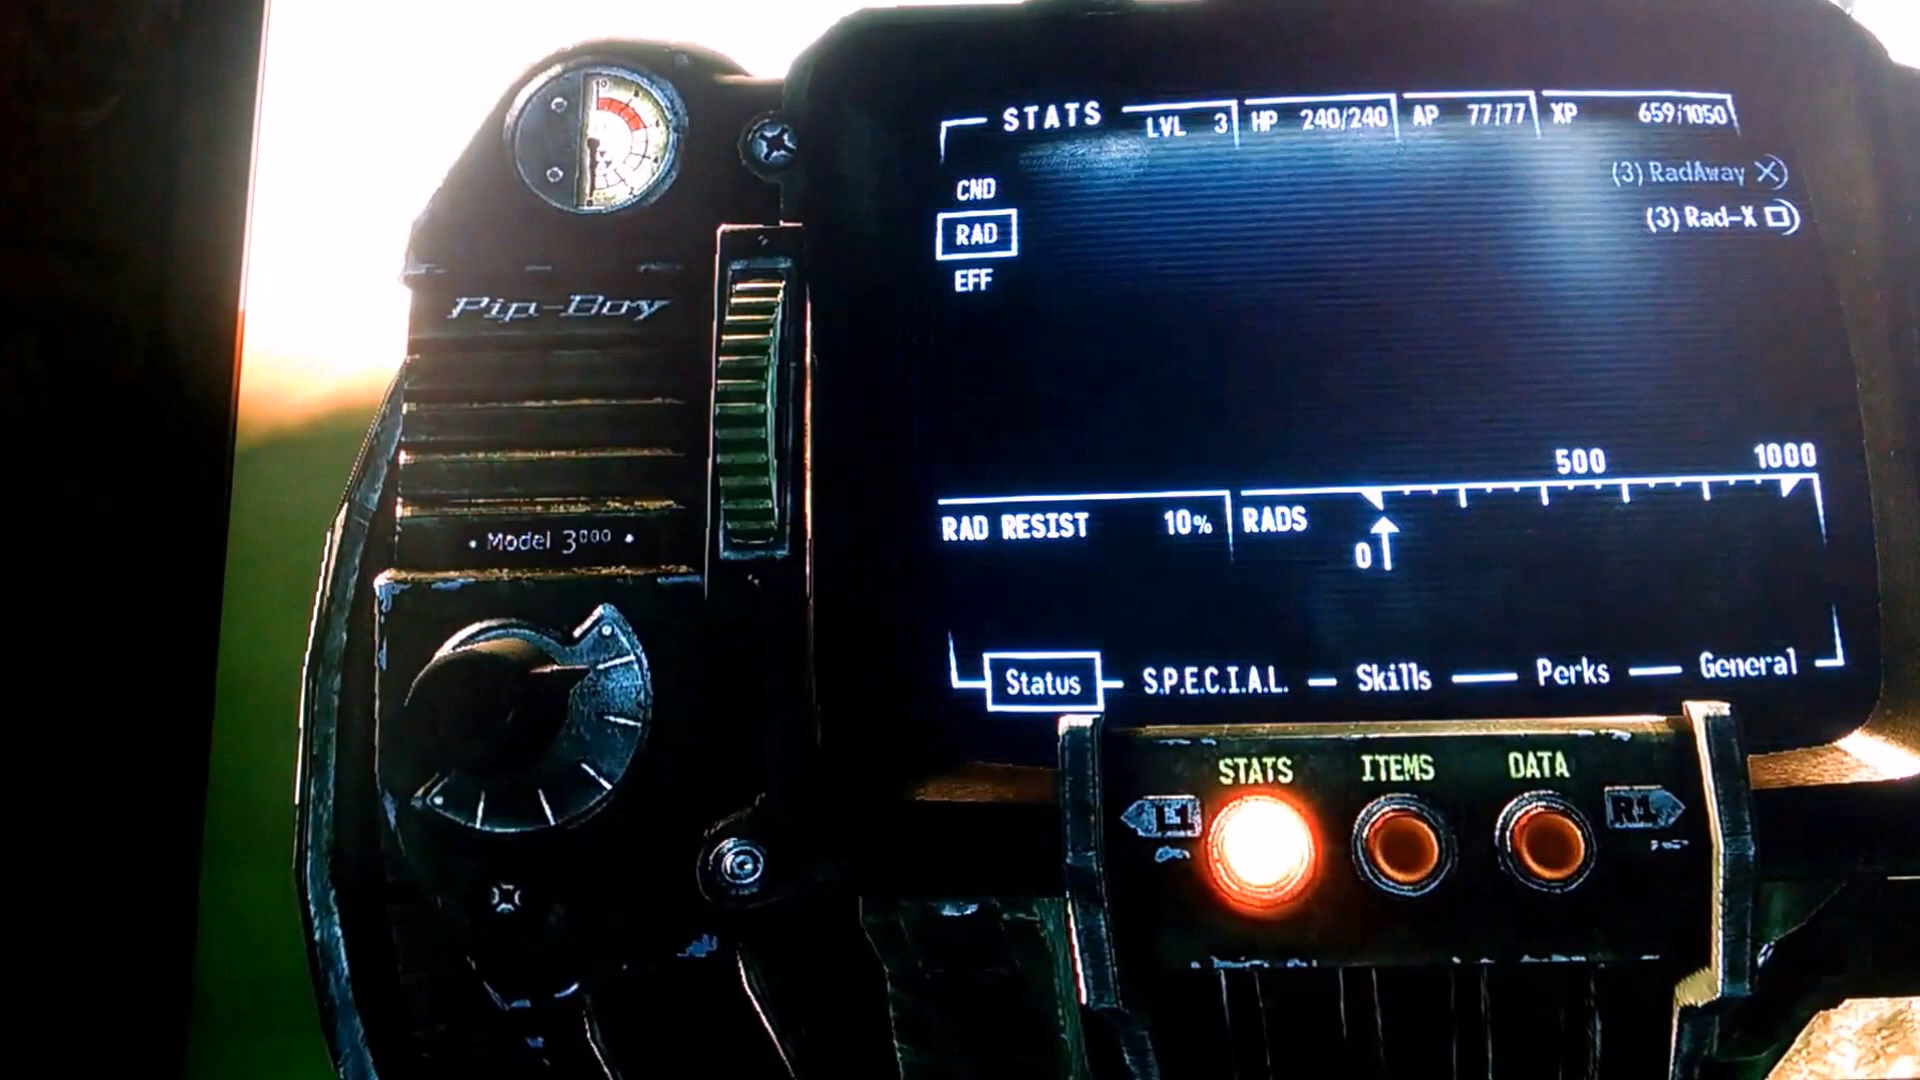 STATS LVL 3 HP 240/240 AP 77/77 XP 659/1050
CND
RAD
EFF
(3) RadAway X)
(3) Rad-X □)
Pip-Boy
Model 3000
500 1000
RAD RESIST 10% RADS
0
Status S.P.E.C.I.A.L. Skills Perks General
STATS ITEMS DATA
L1 R1